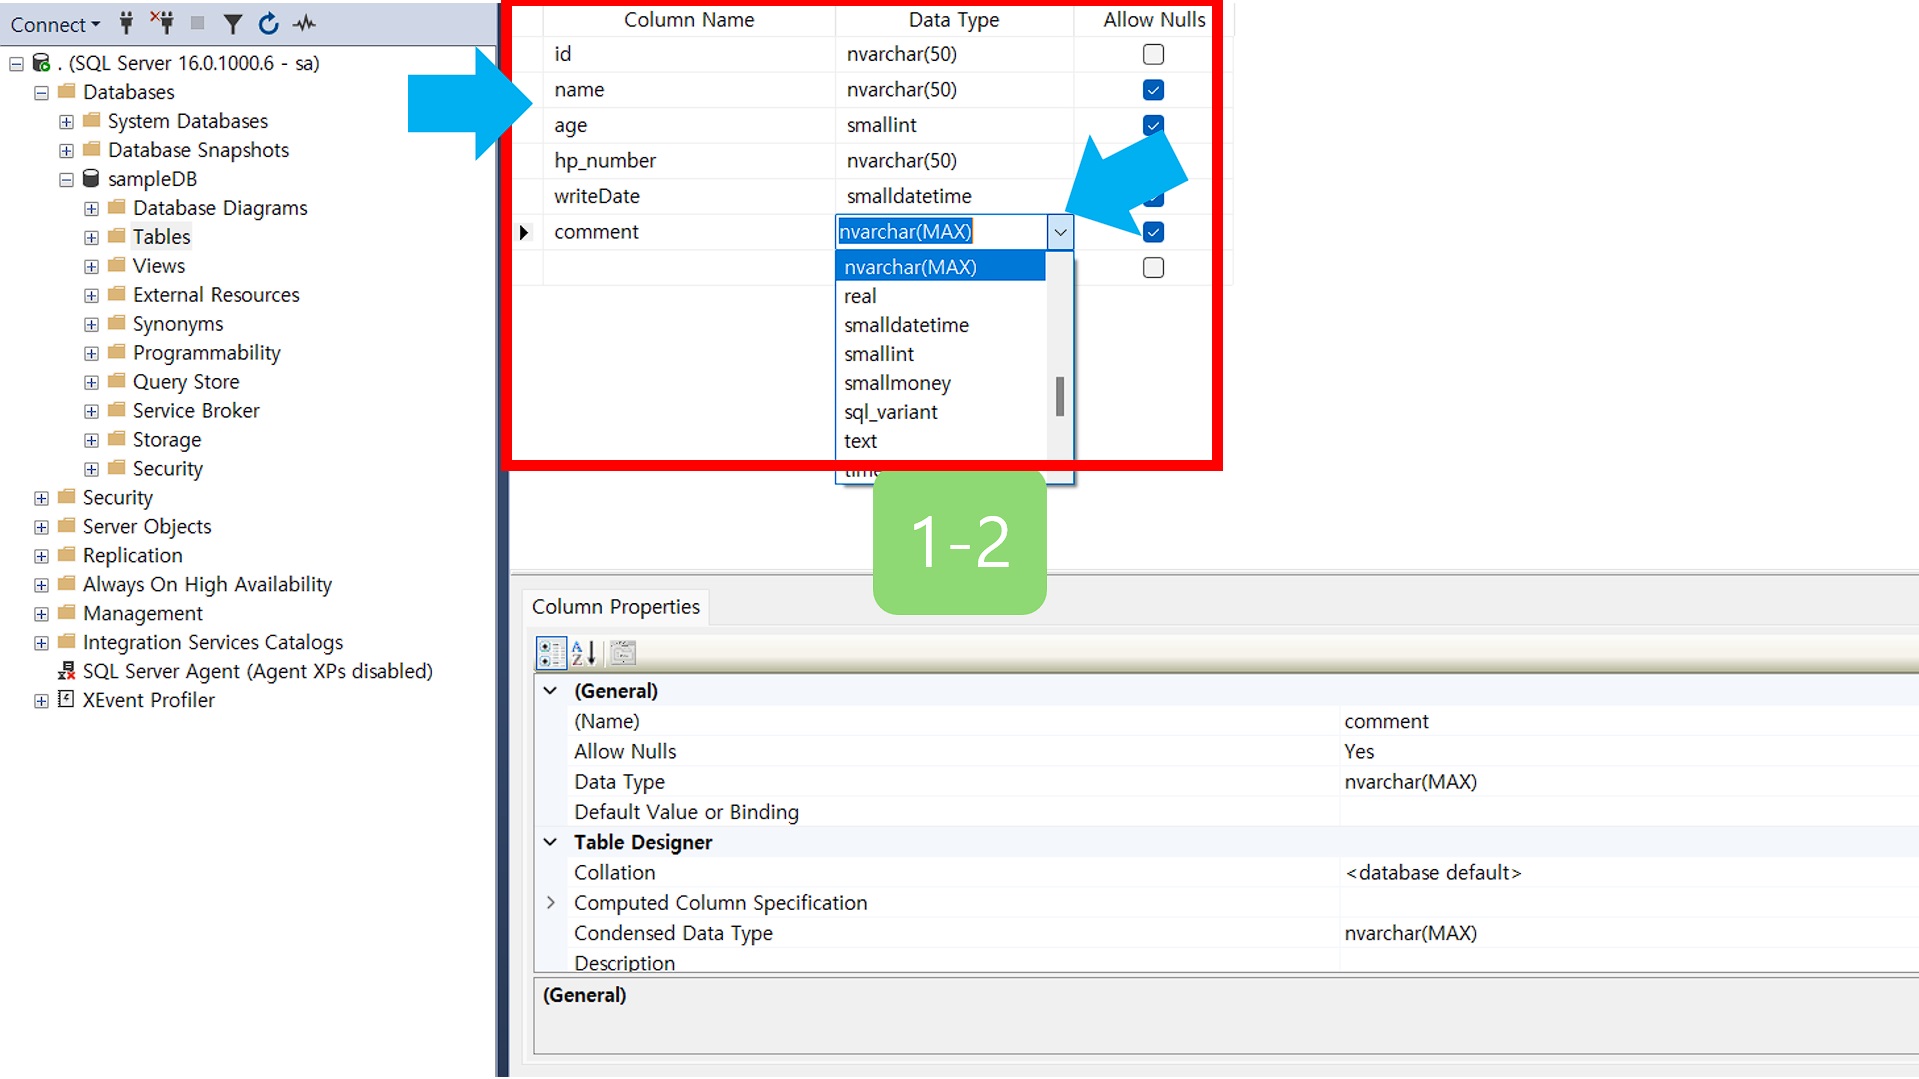 Connect
. (SQL Server 16.0.1000.6 - sa)
Databases
System Databases
Database Snapshots
sampleDB
Database Diagrams
Tables
Views
External Resources
Synonyms
Programmability
Query Store
Service Broker
Storage
Security
Security
Server Objects
Replication
Always On High Availability
Management
Integration Services Catalogs
SQL Server Agent (Agent XPs disabled)
XEvent Profiler
Column Name Data Type Allow Nulls
id nvarchar(50)
name nvarchar(50)
age smallint
hp_number nvarchar(50)
writeDate smalldatetime
comment nvarchar(MAX)
nvarchar(MAX)
real
smalldatetime
smallint
smallmoney
sql_variant
text
1-2
Column Properties
(General)
(Name) comment
Allow Nulls Yes
Data Type nvarchar(MAX)
Default Value or Binding
Table Designer
Collation <database default>
Computed Column Specification
Condensed Data Type nvarchar(MAX)
Description
(General)